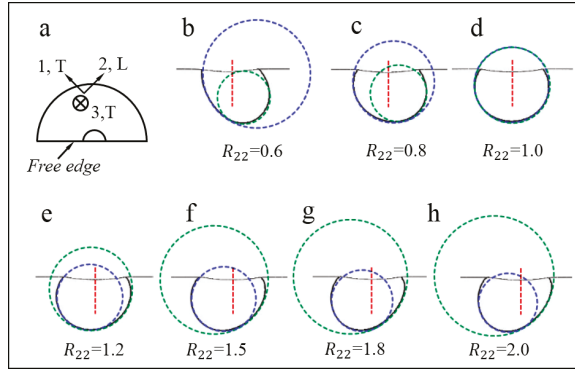 a
b
c
d
1, T
2, L
3,T
Free edge
R22=0.6
R22=0.8
R22=1.0
e
f
g
h
R22=1.2
R22=1.5
R22=1.8
R22=2.0